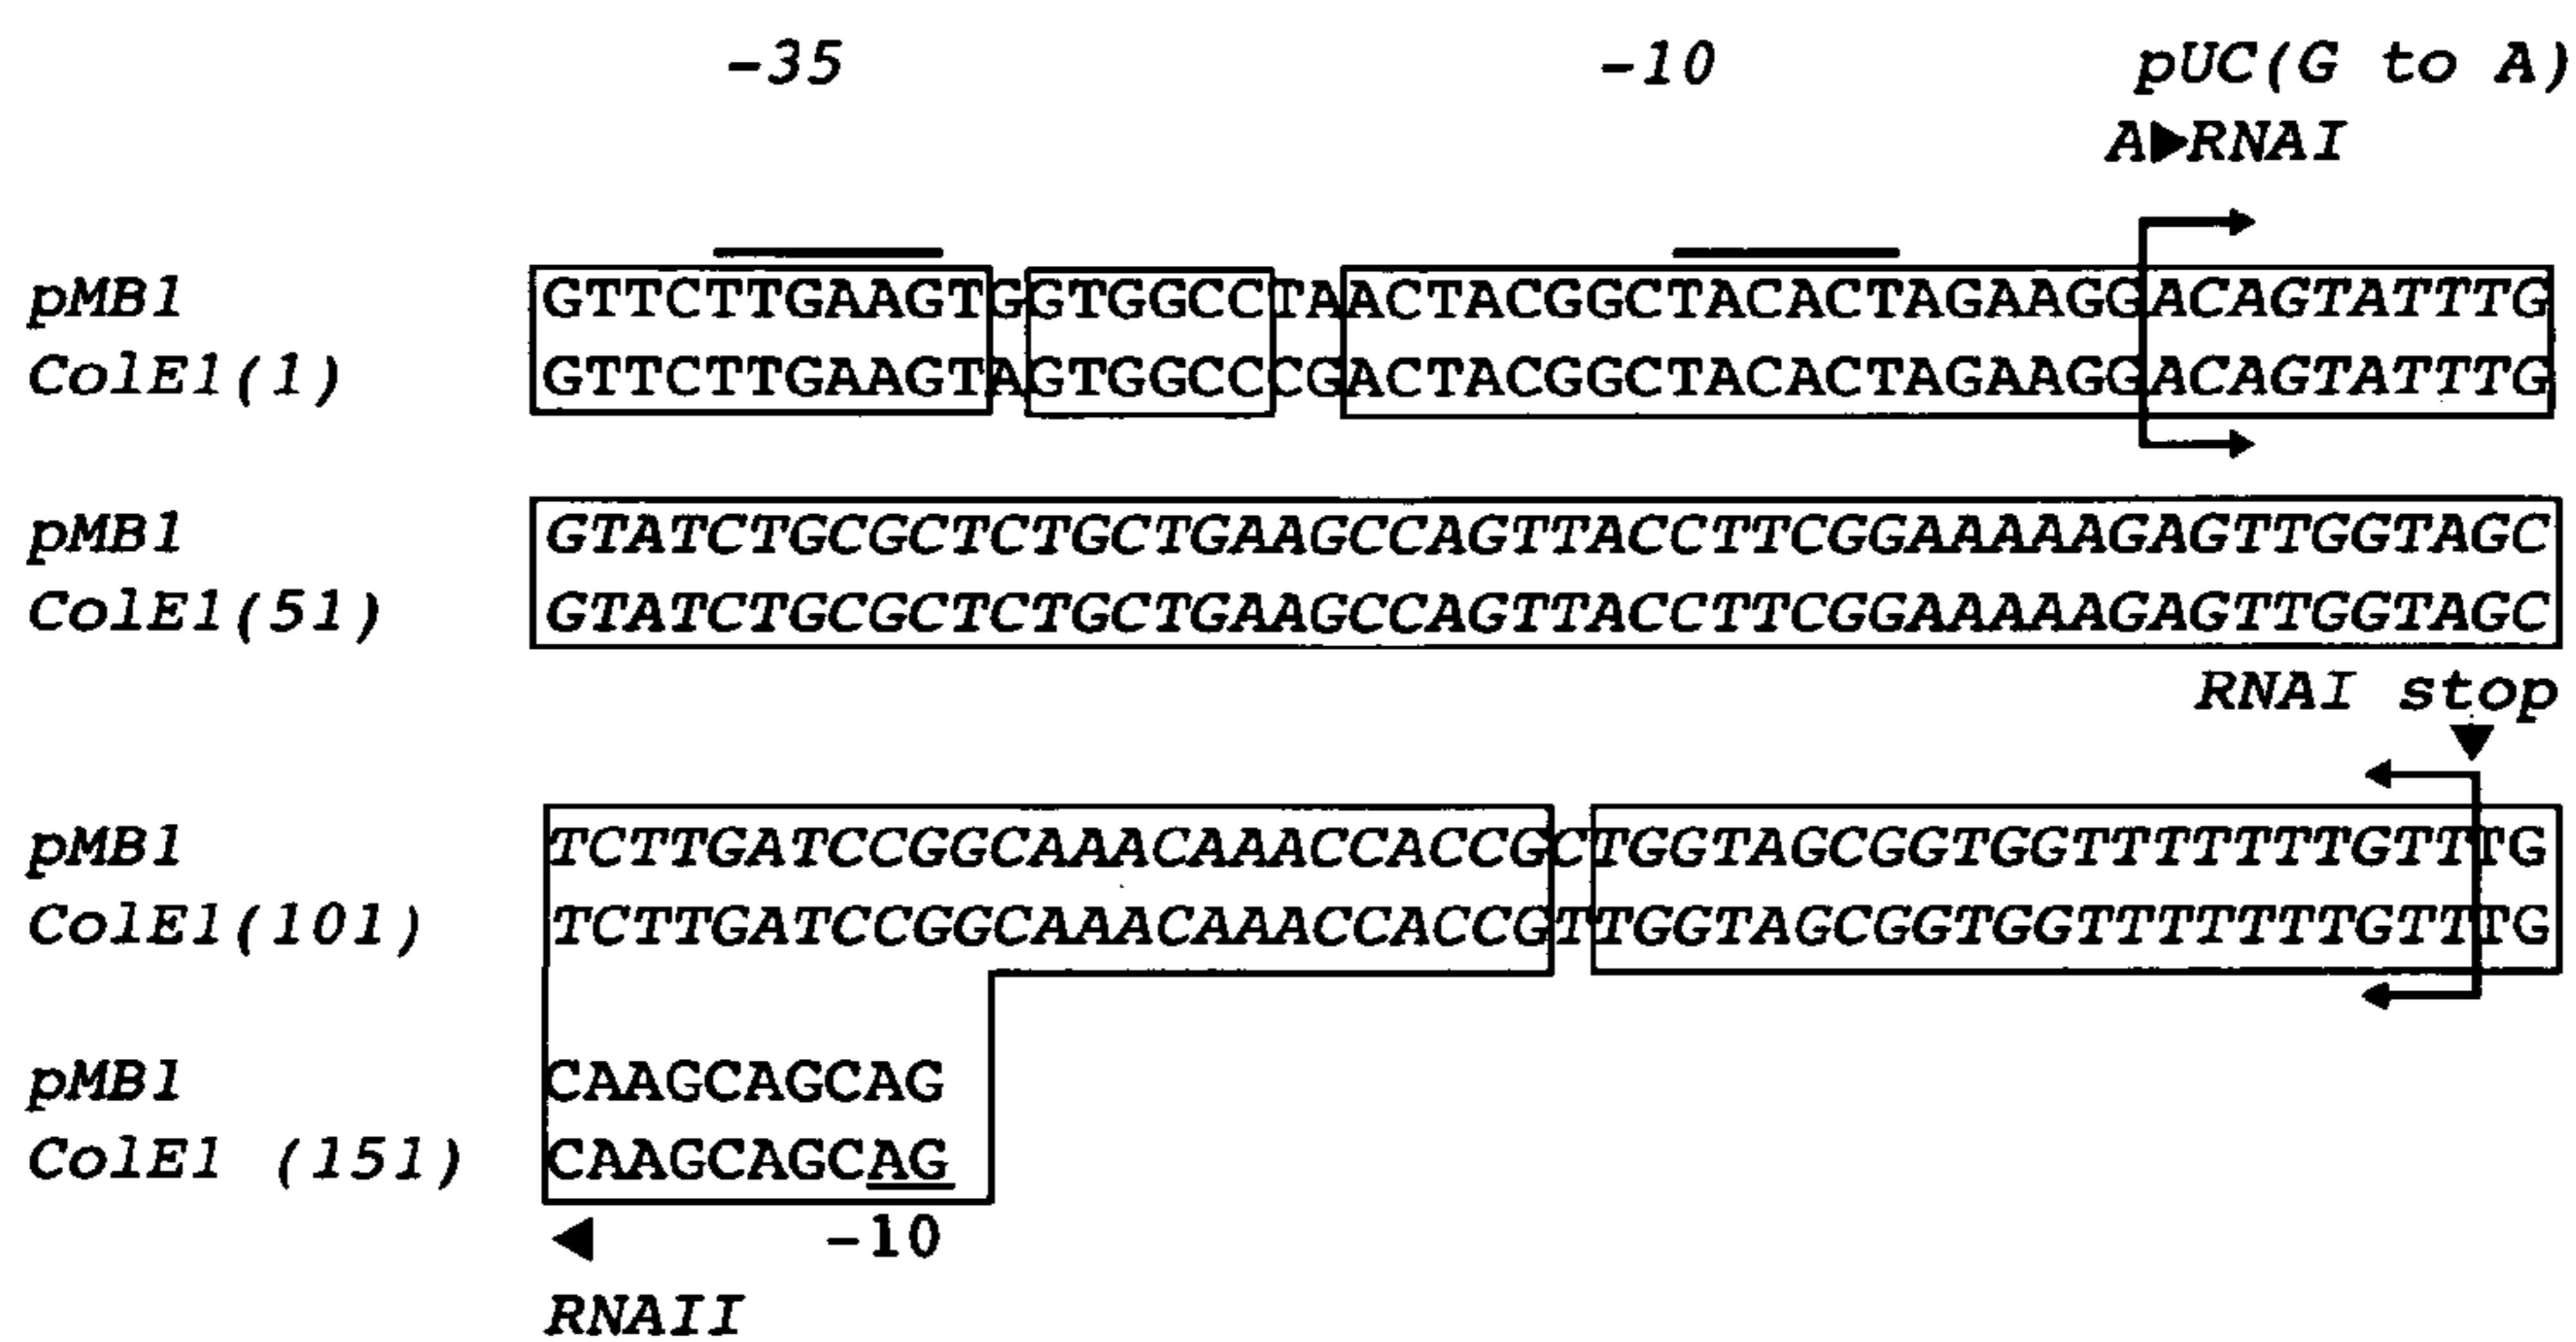 -35 -10 pUC(G to A)
A▶RNAI
pMB1 GTTCTTGAAGTGGTGGCCTAACTACGGCTACACTAGAAGGACAGTATTTG
ColE1(1) GTTCTTGAAGTAGTGGCCCGACTACGGCTACACTAGAAGGACAGTATTTG
pMB1 GTATCTGCGCTCTGCTGAAGCCAGTTACCTTCGGAAAAAGAGTTGGTAGC
ColE1(51) GTATCTGCGCTCTGCTGAAGCCAGTTACCTTCGGAAAAAGAGTTGGTAGC
RNAI stop
pMB1 TCTTGATCCGGCAAACAAACCACCGCTGGTAGCGGTGGTTTTTTTGTTTG
ColE1(101) TCTTGATCCGGCAAACAAACCACCGTTGGTAGCGGTGGTTTTTTTGTTTG
pMB1 CAAGCAGCAG
ColE1 (151) CAAGCAGCAG
◀ -10
RNAII